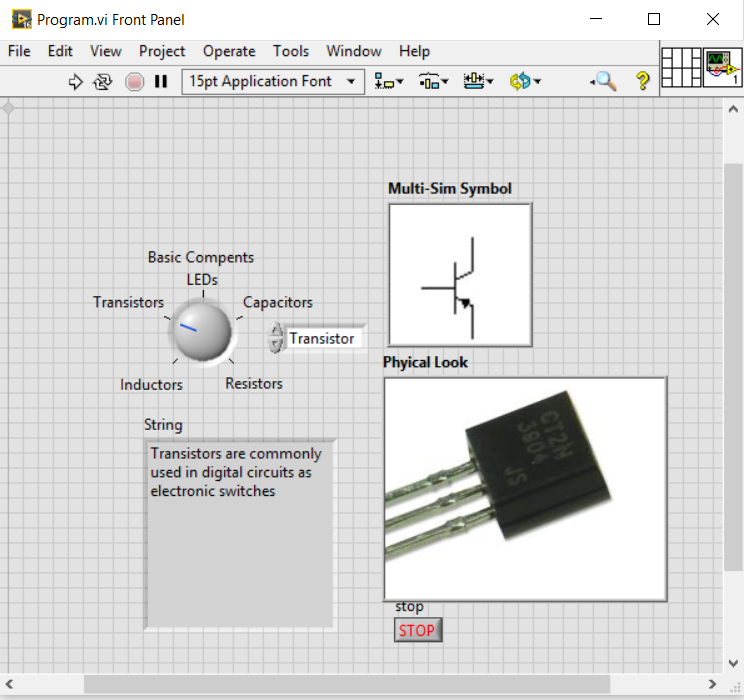 Program.vi Front Panel
File Edit View Project Operate Tools Window Help
15pt Application Font
1
Multi-Sim Symbol
Basic Compents
LEDs
Transistors
Capacitors
Transistor
Inductors
Resistors
Phyical Look
String
Transistors are commonly
used in digital circuits as
electronic switches
CT2N
3904
JS
stop
STOP